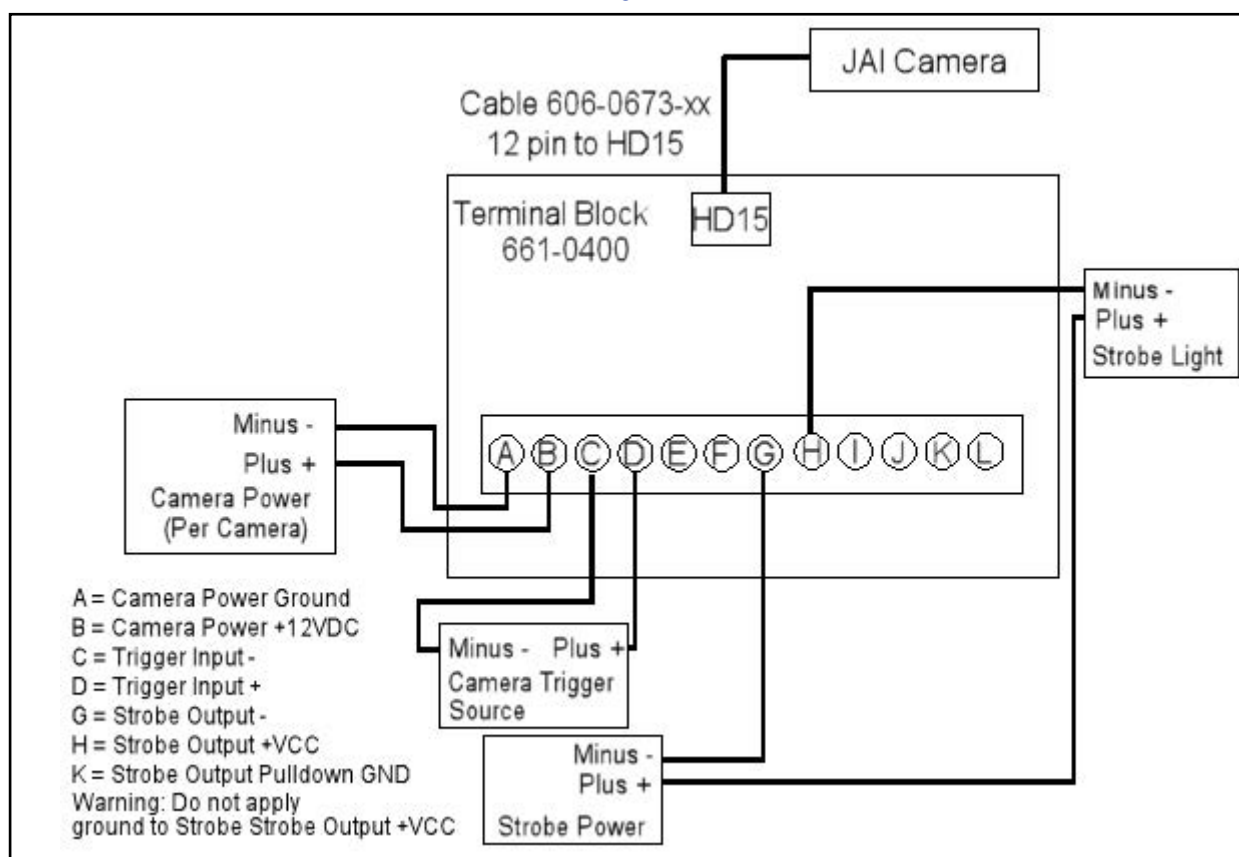 JAI Camera
Cable 606-0673-xx
12 pin to HD15
Terminal Block
661-0400
HD15
Minus -
Plus +
Strobe Light
A B C D E F G H I J K L
Minus -
Plus +
Camera Power
(Per Camera)
A = Camera Power Ground
B = Camera Power +12VDC
C = Trigger Input -
D = Trigger Input +
G = Strobe Output -
H = Strobe Output +VCC
K = Strobe Output Pulldown GND
Warning: Do not apply
ground to Strobe Strobe Output +VCC
Minus - Plus +
Camera Trigger
Source
Minus -
Plus +
Strobe Power